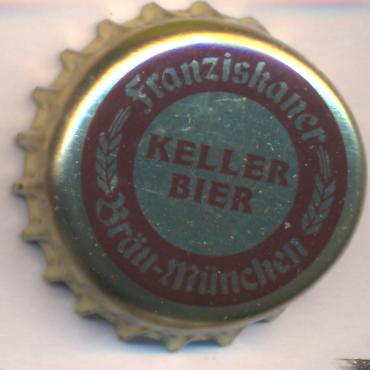 Franziskaner
KELLER
BIER
Bräu-München